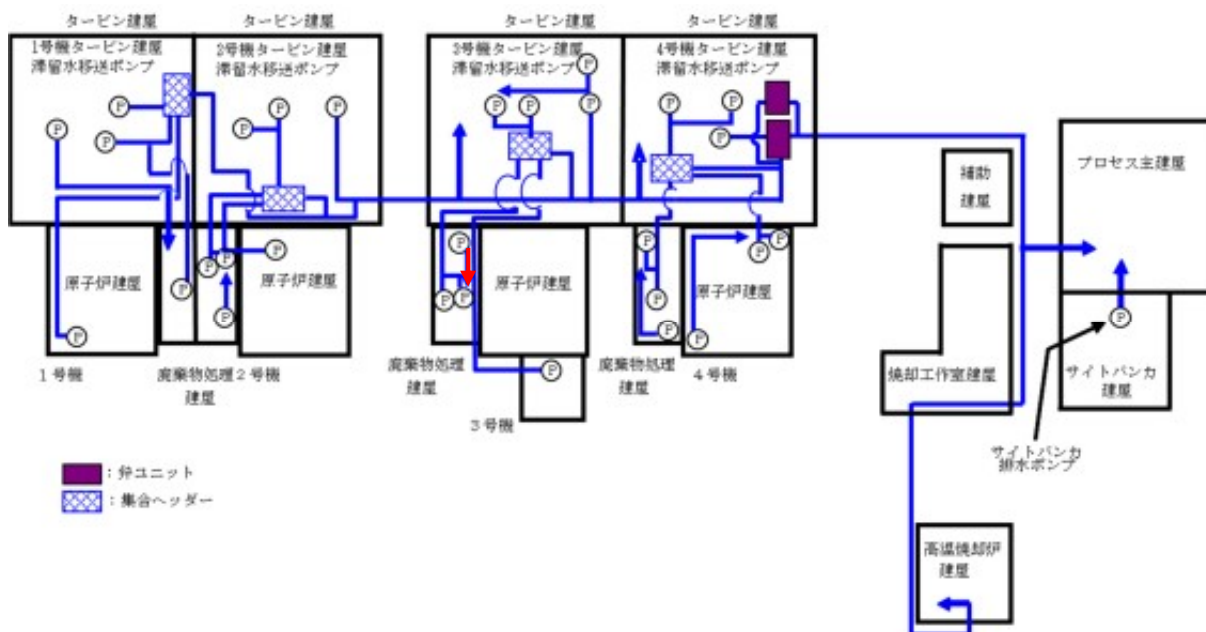 タービン建屋
タービン建屋
タービン建屋
タービン建屋
1号機タービン建屋
滞留水移送ポンプ
2号機タービン建屋
滞留水移送ポンプ
3号機タービン建屋
滞留水移送ポンプ
4号機タービン建屋
滞留水移送ポンプ
P
P
P
P
P
P
P
P
P
P
P
P
P
P
プロセス主建屋
補助
建屋
原子炉建屋
P
P
P
P
P
P
P
原子炉建屋
P
P
P
原子炉建屋
P
P
P
P
P
P
原子炉建屋
P
サイトバンカ
建屋
1号機
廃棄物処理
建屋
2号機
廃棄物処理
建屋
P
3号機
廃棄物処理
建屋
4号機
焼却工作室建屋
サイトバンカ
排水ポンプ
:弁ユニット
:集合ヘッダー
高温焼却炉
建屋